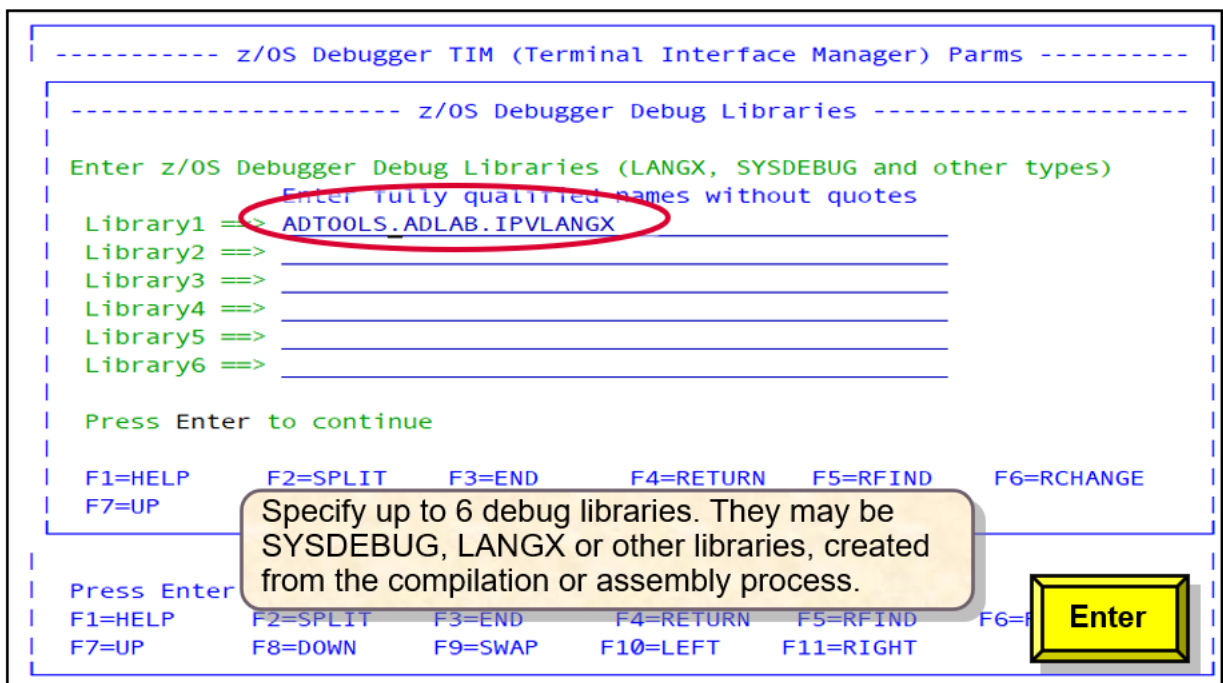 ----------- z/OS Debugger TIM (Terminal Interface Manager) Parms ----------
---------------------- z/OS Debugger Debug Libraries ---------------------
Enter z/OS Debugger Debug Libraries (LANGX, SYSDEBUG and other types)
Enter fully qualified names without quotes
Library1 ==> ADTOOLS.ADLAB.IPVLANGX
Library2 ==>
Library3 ==>
Library4 ==>
Library5 ==>
Library6 ==>
Press Enter to continue
F1=HELP F2=SPLIT F3=END F4=RETURN F5=RFIND F6=RCHANGE
F7=UP
Specify up to 6 debug libraries. They may be
SYSDEBUG, LANGX or other libraries, created
from the compilation or assembly process.
Press Enter
F1=HELP F2=SPLIT F3=END F4=RETURN F5=RFIND F6=
F7=UP F8=DOWN F9=SWAP F10=LEFT F11=RIGHT
Enter